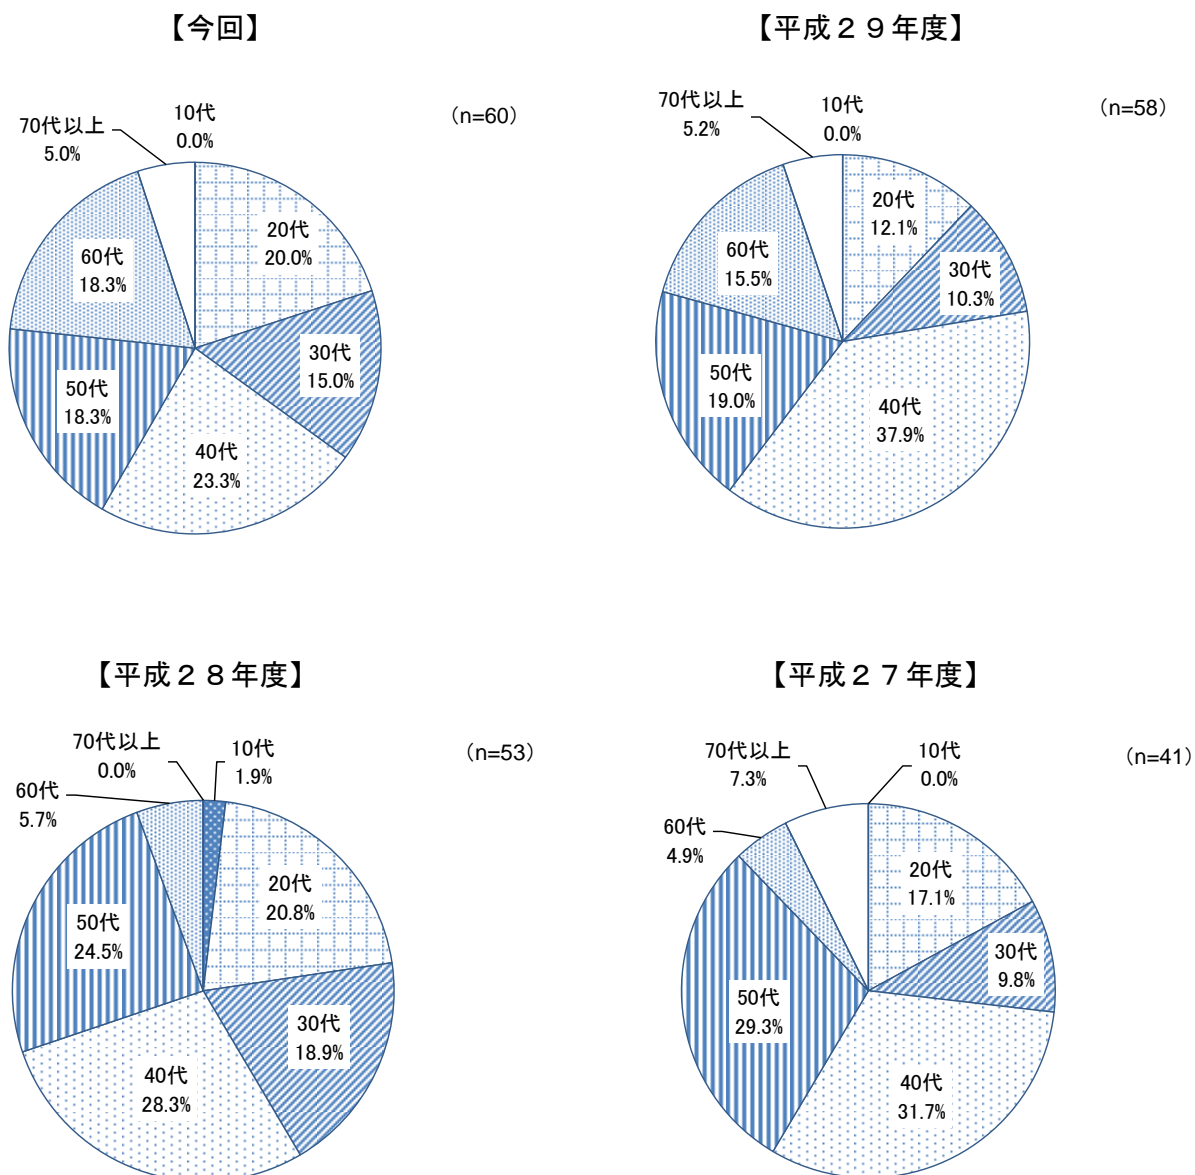 【今回】
(n=60)
10代
0.0%
20代
20.0%
30代
15.0%
40代
23.3%
50代
18.3%
60代
18.3%
70代以上
5.0%
【平成２９年度】
(n=58)
10代
0.0%
20代
12.1%
30代
10.3%
40代
37.9%
50代
19.0%
60代
15.5%
70代以上
5.2%
【平成２８年度】
(n=53)
10代
1.9%
20代
20.8%
30代
18.9%
40代
28.3%
50代
24.5%
60代
5.7%
70代以上
0.0%
【平成２７年度】
(n=41)
10代
0.0%
20代
17.1%
30代
9.8%
40代
31.7%
50代
29.3%
60代
4.9%
70代以上
7.3%